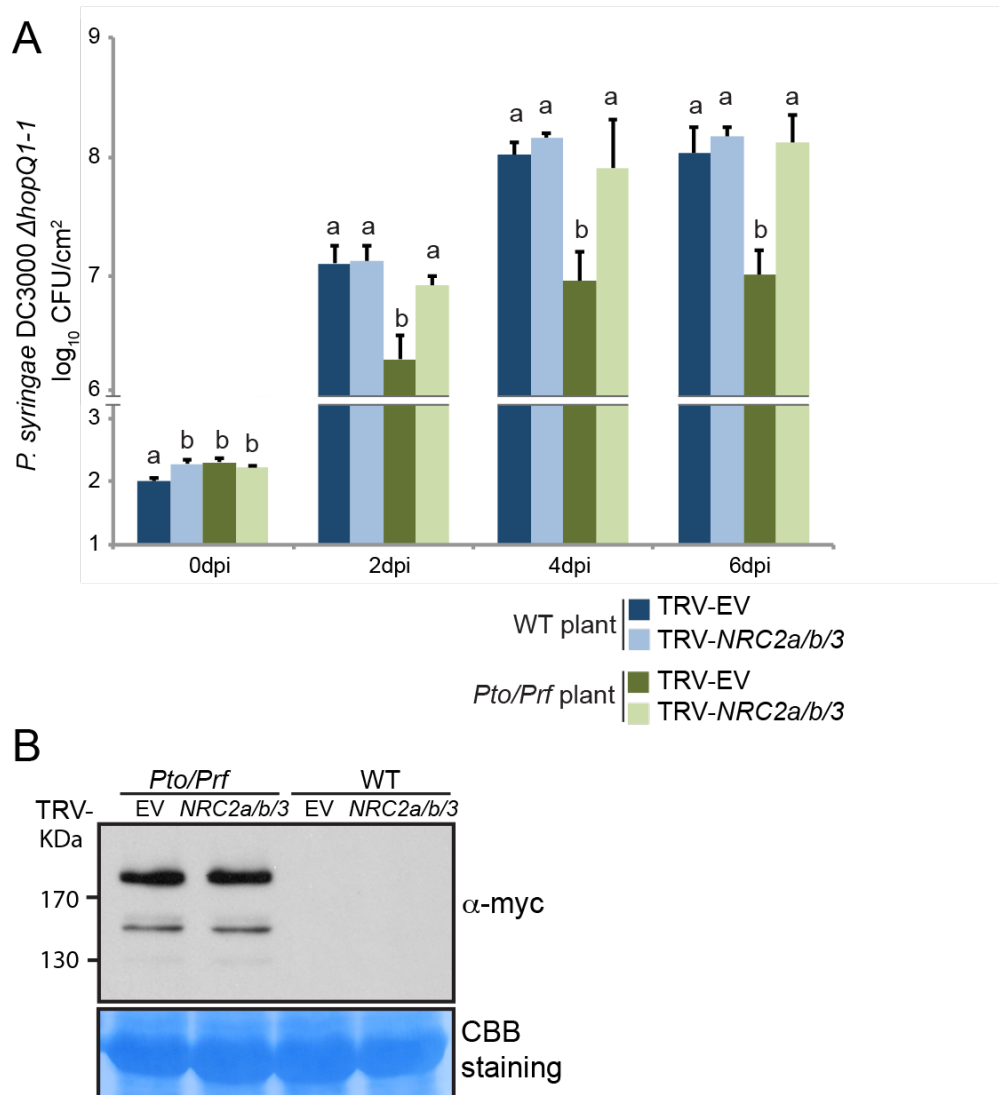 A
P. syringae DC3000 ΔhopQ1-1
log₁₀ CFU/cm²
9
8
7
6
3
2
1
a b b b
a a b a
a a b a
a a b a
0dpi 2dpi 4dpi 6dpi
WT plant
TRV-EV
TRV-NRC2a/b/3
Pto/Prf plant
TRV-EV
TRV-NRC2a/b/3
B
Pto/Prf WT
TRV- EV NRC2a/b/3 EV NRC2a/b/3
KDa
170
130
α-myc
CBB
staining